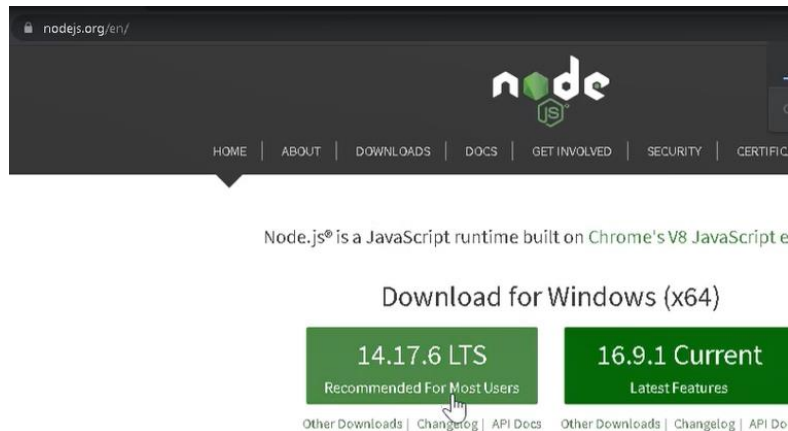 nodejs.org/en/
node
JS
HOME | ABOUT | DOWNLOADS | DOCS | GET INVOLVED | SECURITY | CERTIFIC
Node.js® is a JavaScript runtime built on Chrome's V8 JavaScript e
Download for Windows (x64)
14.17.6 LTS
Recommended For Most Users
16.9.1 Current
Latest Features
Other Downloads | Changelog | API Docs
Other Downloads | Changelog | API Do